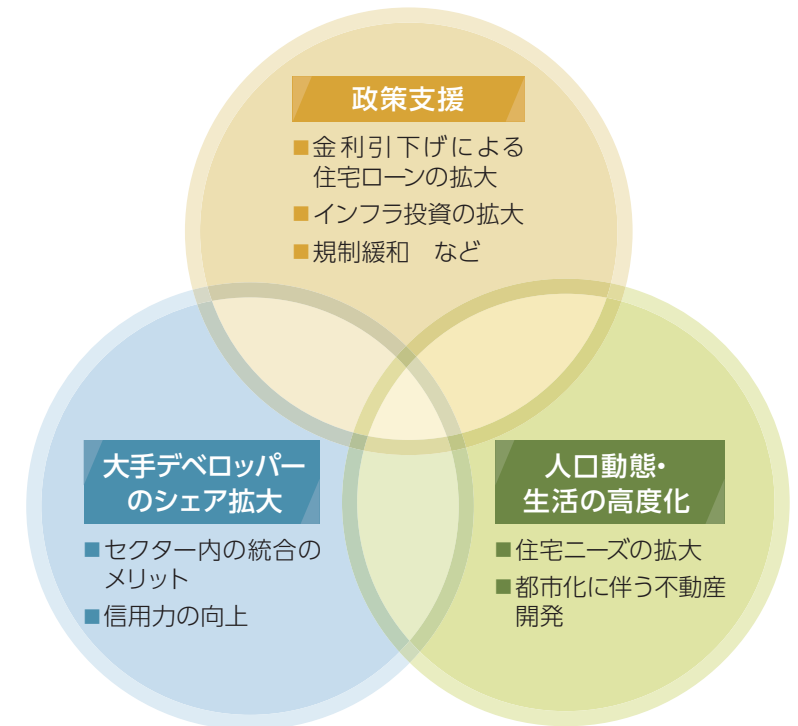 政策支援
■金利引下げによる
住宅ローンの拡大
■インフラ投資の拡大
■規制緩和　など
大手デベロッパー
のシェア拡大
■セクター内の統合の
メリット
■信用力の向上
人口動態・
生活の高度化
■住宅ニーズの拡大
■都市化に伴う不動産
開発